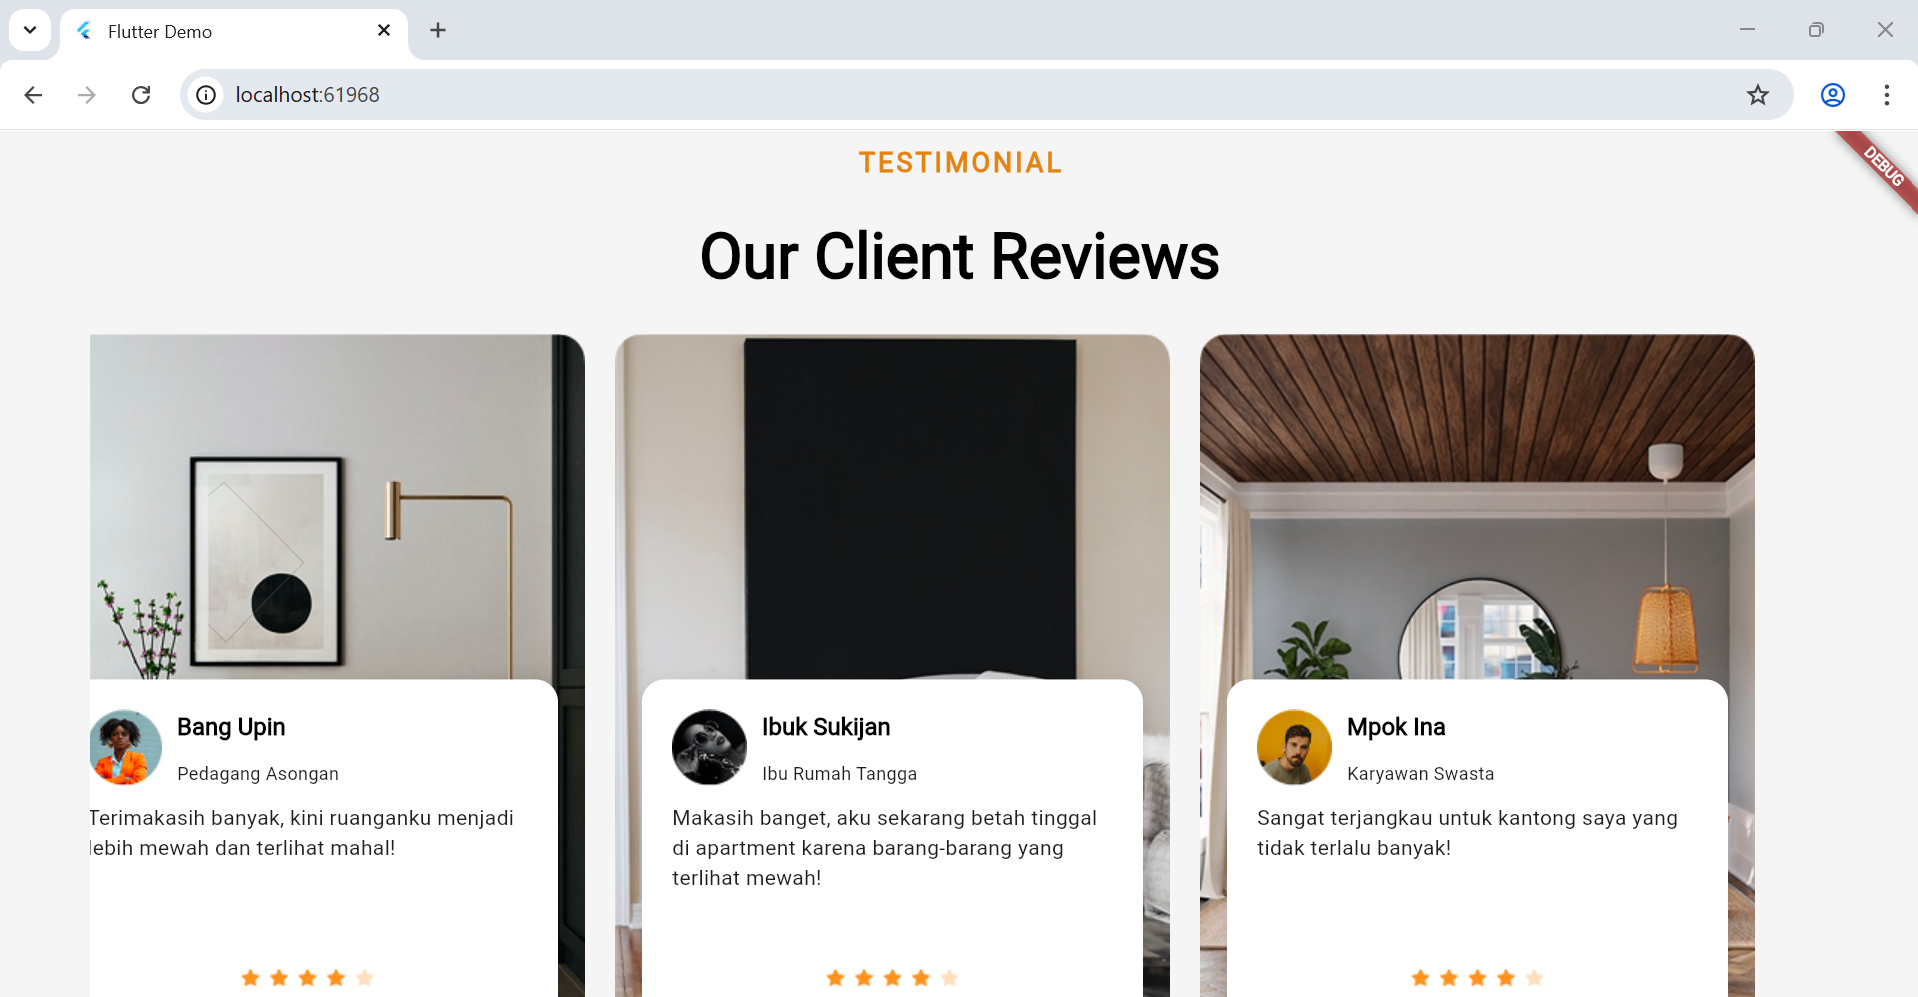 Flutter Demo
localhost:61968
DEBUG
TESTIMONIAL
Our Client Reviews
Bang Upin
Pedagang Asongan
Terimakasih banyak, kini ruanganku menjadi
lebih mewah dan terlihat mahal!
Ibuk Sukijan
Ibu Rumah Tangga
Makasih banget, aku sekarang betah tinggal
di apartment karena barang-barang yang
terlihat mewah!
Mpok Ina
Karyawan Swasta
Sangat terjangkau untuk kantong saya yang
tidak terlalu banyak!